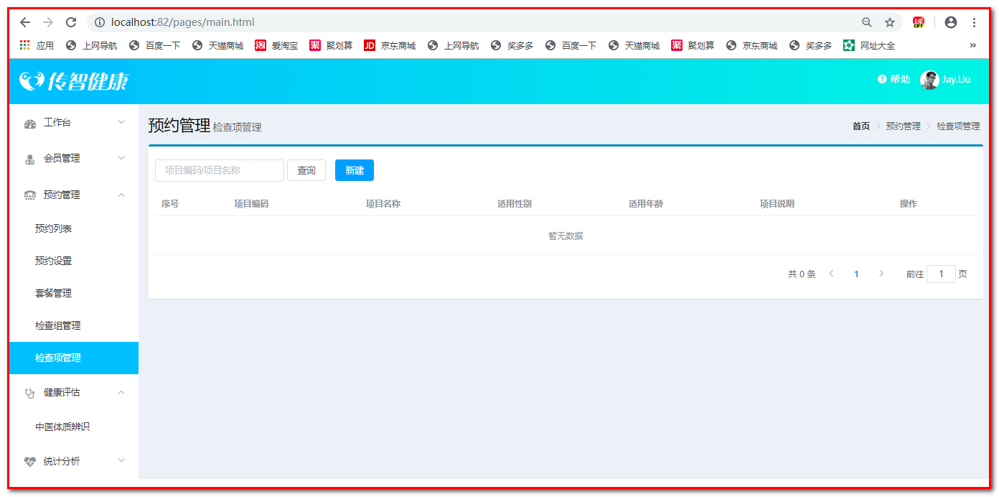 localhost:82/pages/main.html
应用 上网导航 百度一下 天猫商城 淘 爱淘宝 聚 聚划算 JD 京东商城 上网导航 奖多多 百度一下 天猫商城 聚 聚划算 京东商城 奖多多 网址大全 »
传智健康 帮助 Jay.Liu
工作台
会员管理
预约管理
预约列表
预约设置
套餐管理
检查组管理
检查项管理
健康评估
中医体质辨识
统计分析
预约管理 检查项管理 首页 预约管理 检查项管理
项目编码/项目名称 查询 新建
序号 项目编码 项目名称 适用性别 适用年龄 项目说明 操作
暂无数据
共 0 条 1 前往 1 页